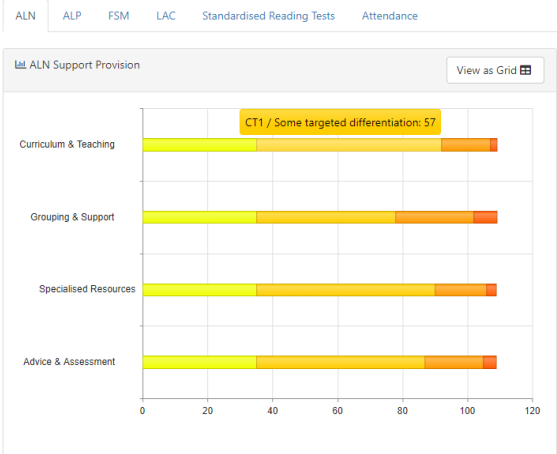 ALN ALP FSM LAC Standardised Reading Tests Attendance
ALN Support Provision
View as Grid
CT1 / Some targeted differentiation: 57
Curriculum & Teaching
Grouping & Support
Specialised Resources
Advice & Assessment
0 20 40 60 80 100 120